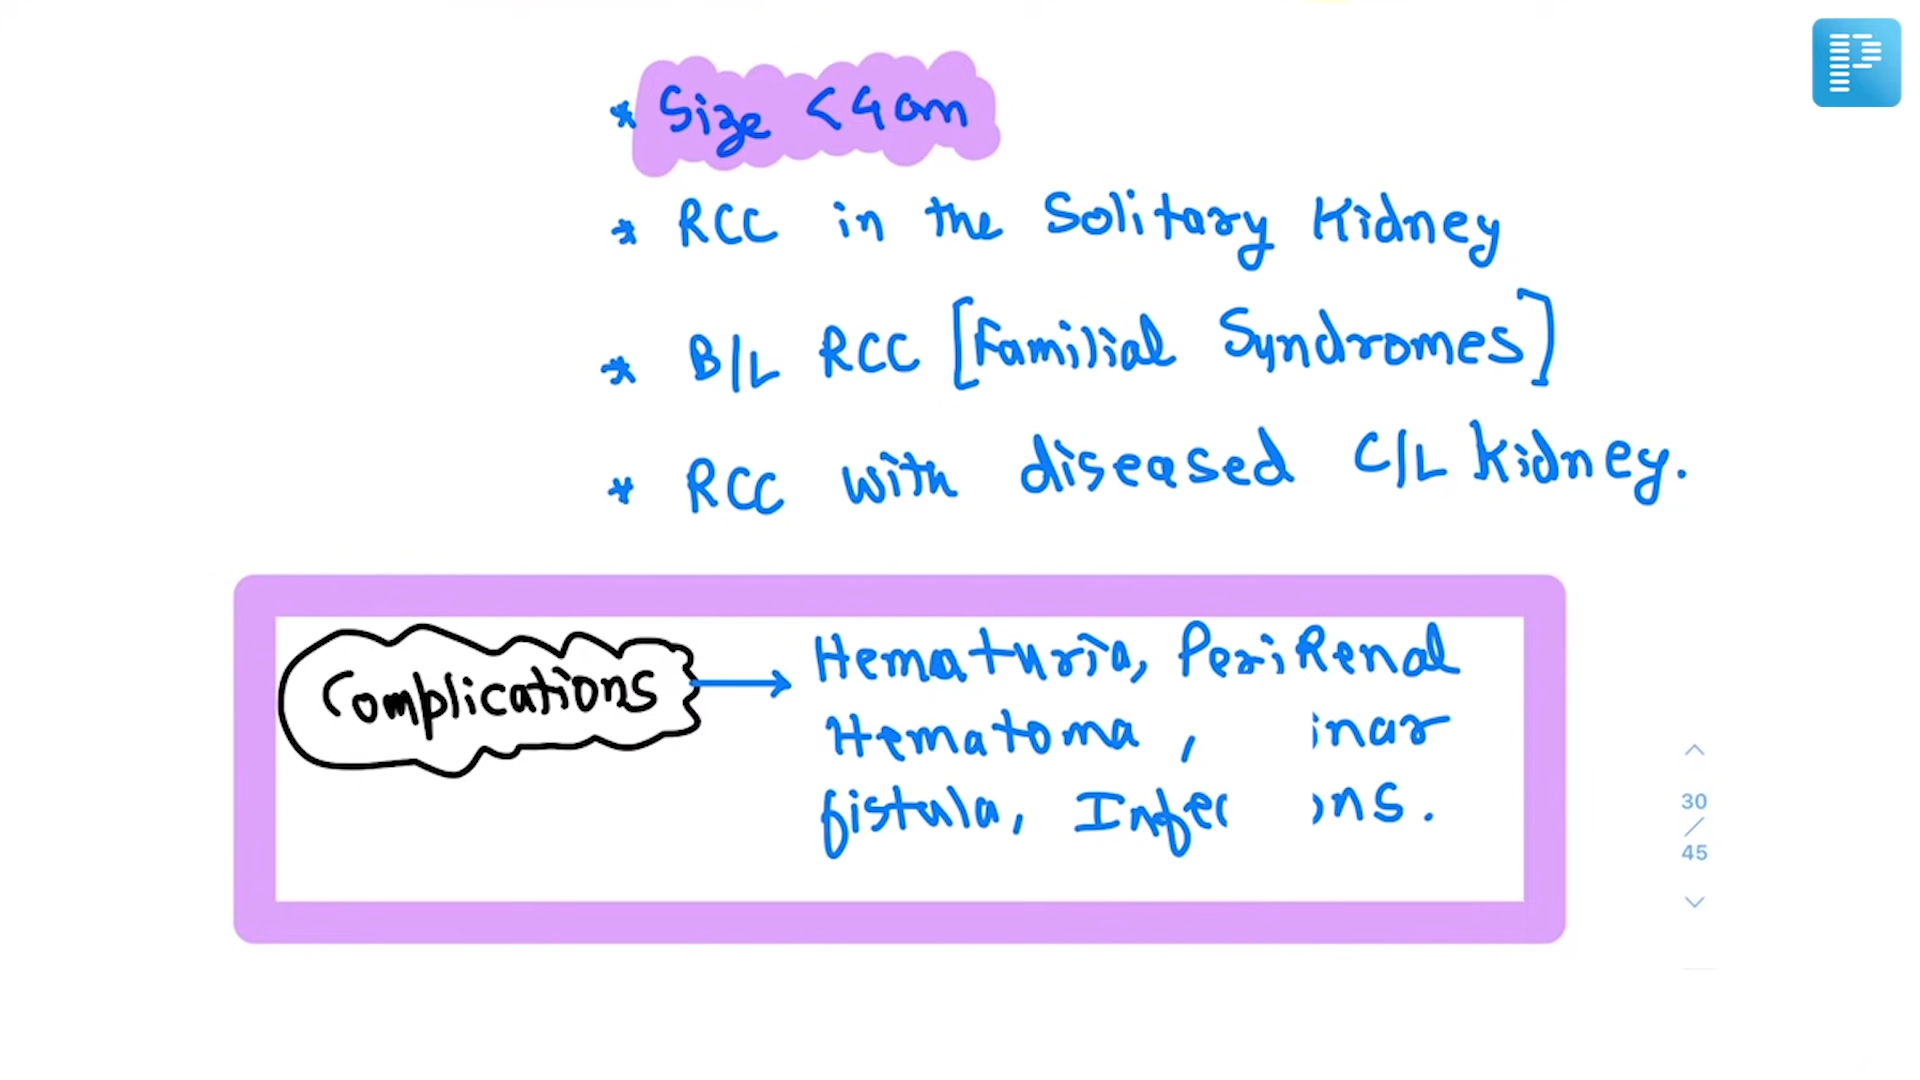 * Size <4cm
* RCC in the Solitary Kidney
* B/L RCC [Familial Syndromes]
* RCC with diseased C/L Kidney.
Complications → Hematuria, PeriRenal
Hematoma ,
fistula,
30
/
45